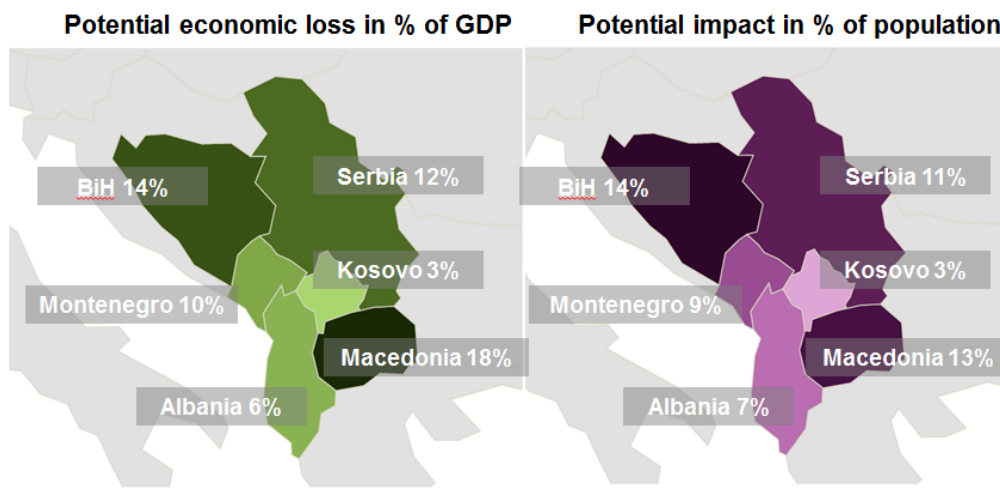 Potential economic loss in % of GDP
BiH 14%
Serbia 12%
Kosovo 3%
Montenegro 10%
Macedonia 18%
Albania 6%
Potential impact in % of population
BiH 14%
Serbia 11%
Kosovo 3%
Montenegro 9%
Macedonia 13%
Albania 7%